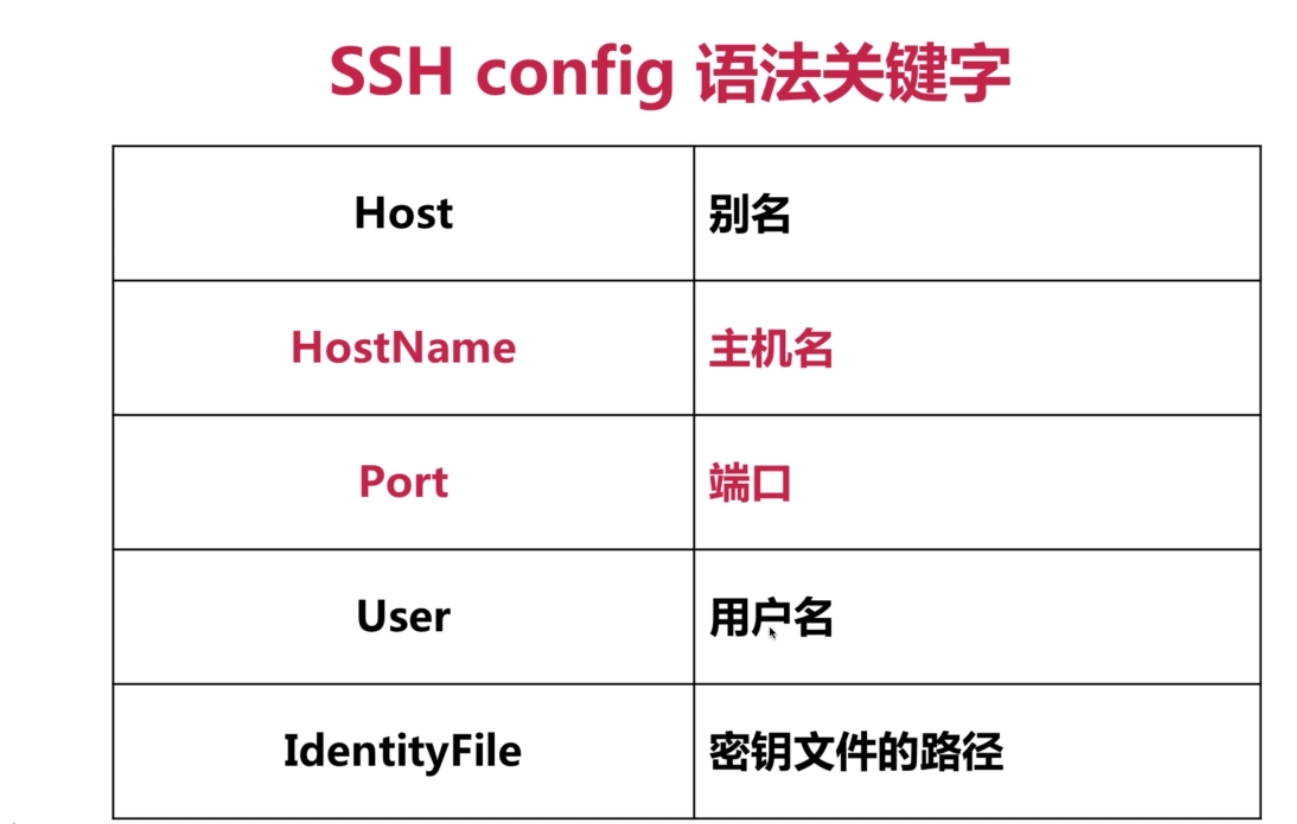 SSH config 语法关键字
Host 别名
HostName 主机名
Port 端口
User 用户名
IdentityFile 密钥文件的路径